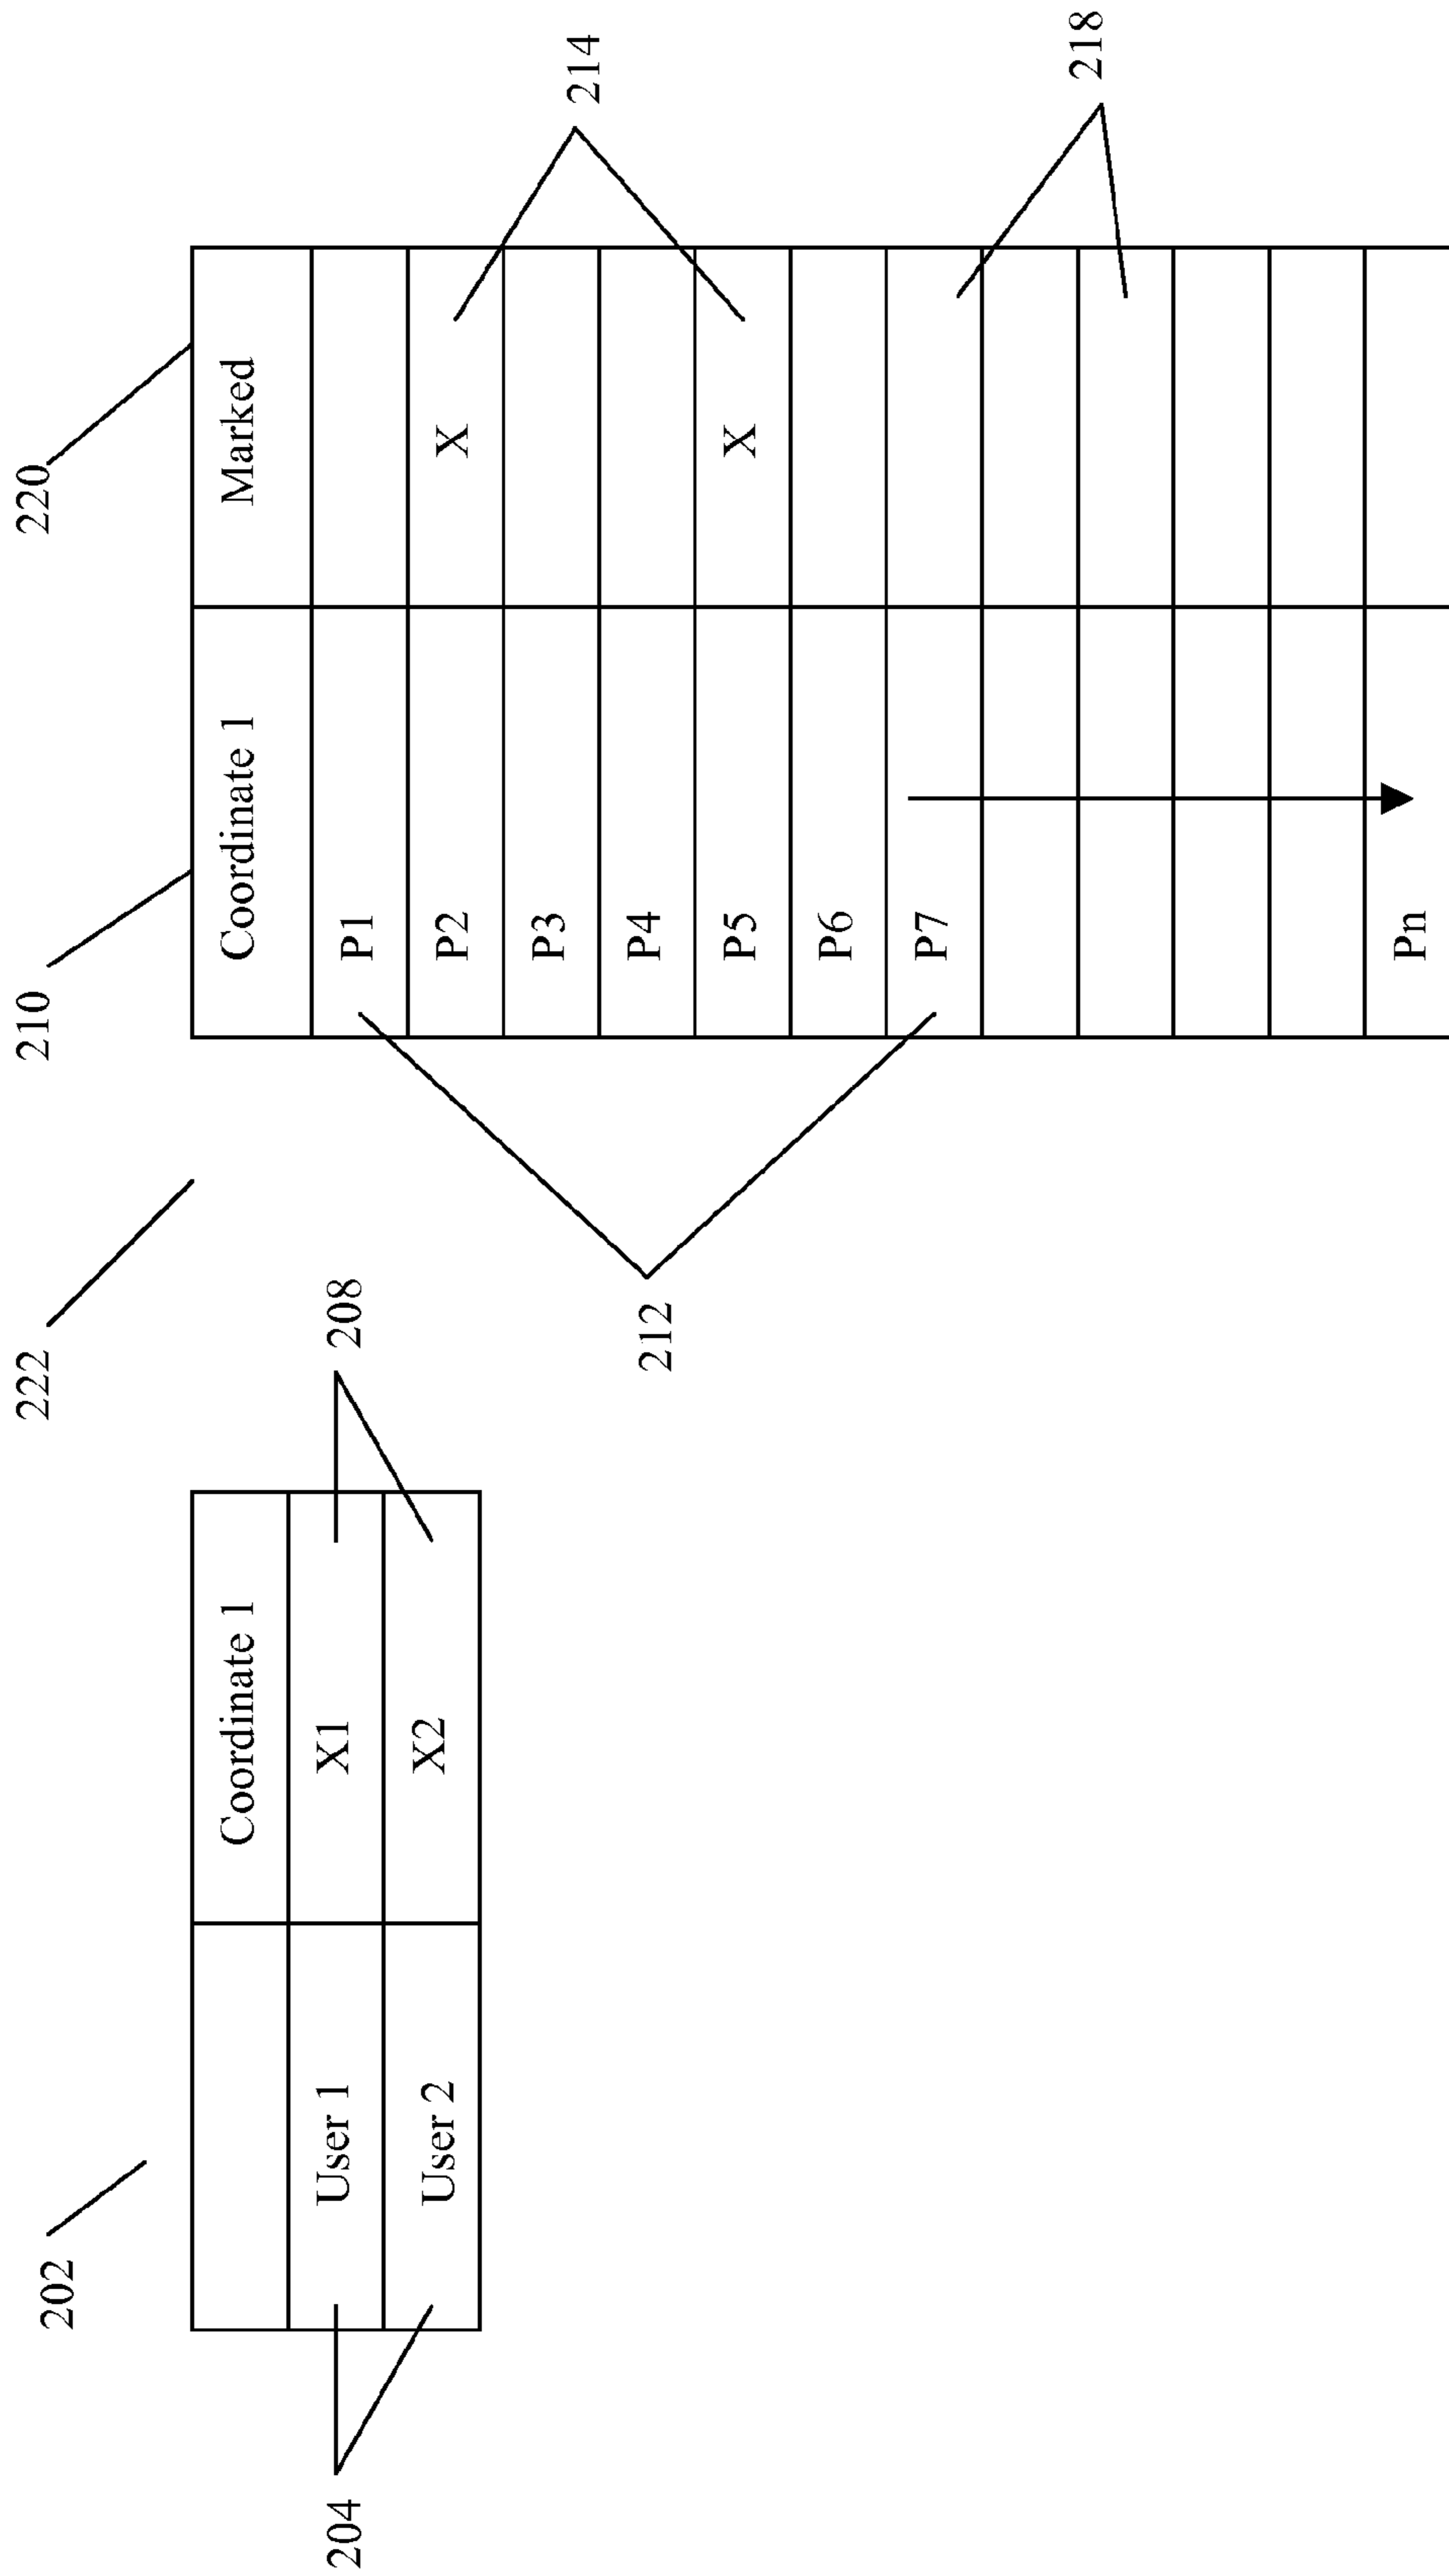 202
222
210
220
Coordinate 1
204 User 1 X1 208
User 2 X2
Coordinate 1 Marked
P1
P2 X
P3
214
P4
212
P5 X
P6
P7
218
Pn